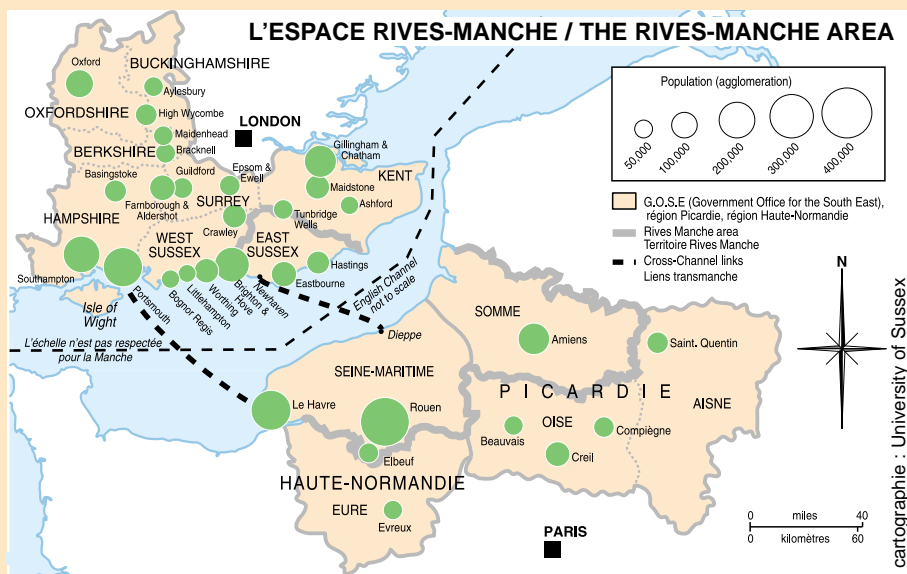 L'ESPACE RIVES-MANCHE / THE RIVES-MANCHE AREA
Oxford
BUCKINGHAMSHIRE
Aylesbury
OXFORDSHIRE
High Wycombe
LONDON
Maidenhead
BERKSHIRE
Bracknell
Gillingham &
Chatham
Basingstoke
Guildford
Epsom &
Ewell
KENT
Farnborough &
Aldershot
SURREY
Maidstone
Ashford
HAMPSHIRE
Crawley
Tunbridge
Wells
WEST
SUSSEX
EAST
SUSSEX
Southampton
Hastings
Eastbourne
Portsmouth
Bognor Regis
Littlehampton
Worthing
Brighton &
Hove
Newhaven
Isle of
Wight
English Channel
not to scale
L'échelle n'est pas respectée
pour la Manche
Dieppe
Population (agglomeration)
50,000
100,000
200,000
300,000
400,000
G.O.S.E (Government Office for the South East),
région Picardie, région Haute-Normandie
Rives Manche area
Territoire Rives Manche
Cross-Channel links
Liens transmanche
N
SOMME
Amiens
Saint. Quentin
SEINE-MARITIME
PICARDIE
Le Havre
Rouen
OISE
AISNE
Beauvais
Compiègne
Creil
Elbeuf
HAUTE-NORMANDIE
EURE
Evreux
PARIS
0 miles 40
0 kilomètres 60
cartographie : University of Sussex